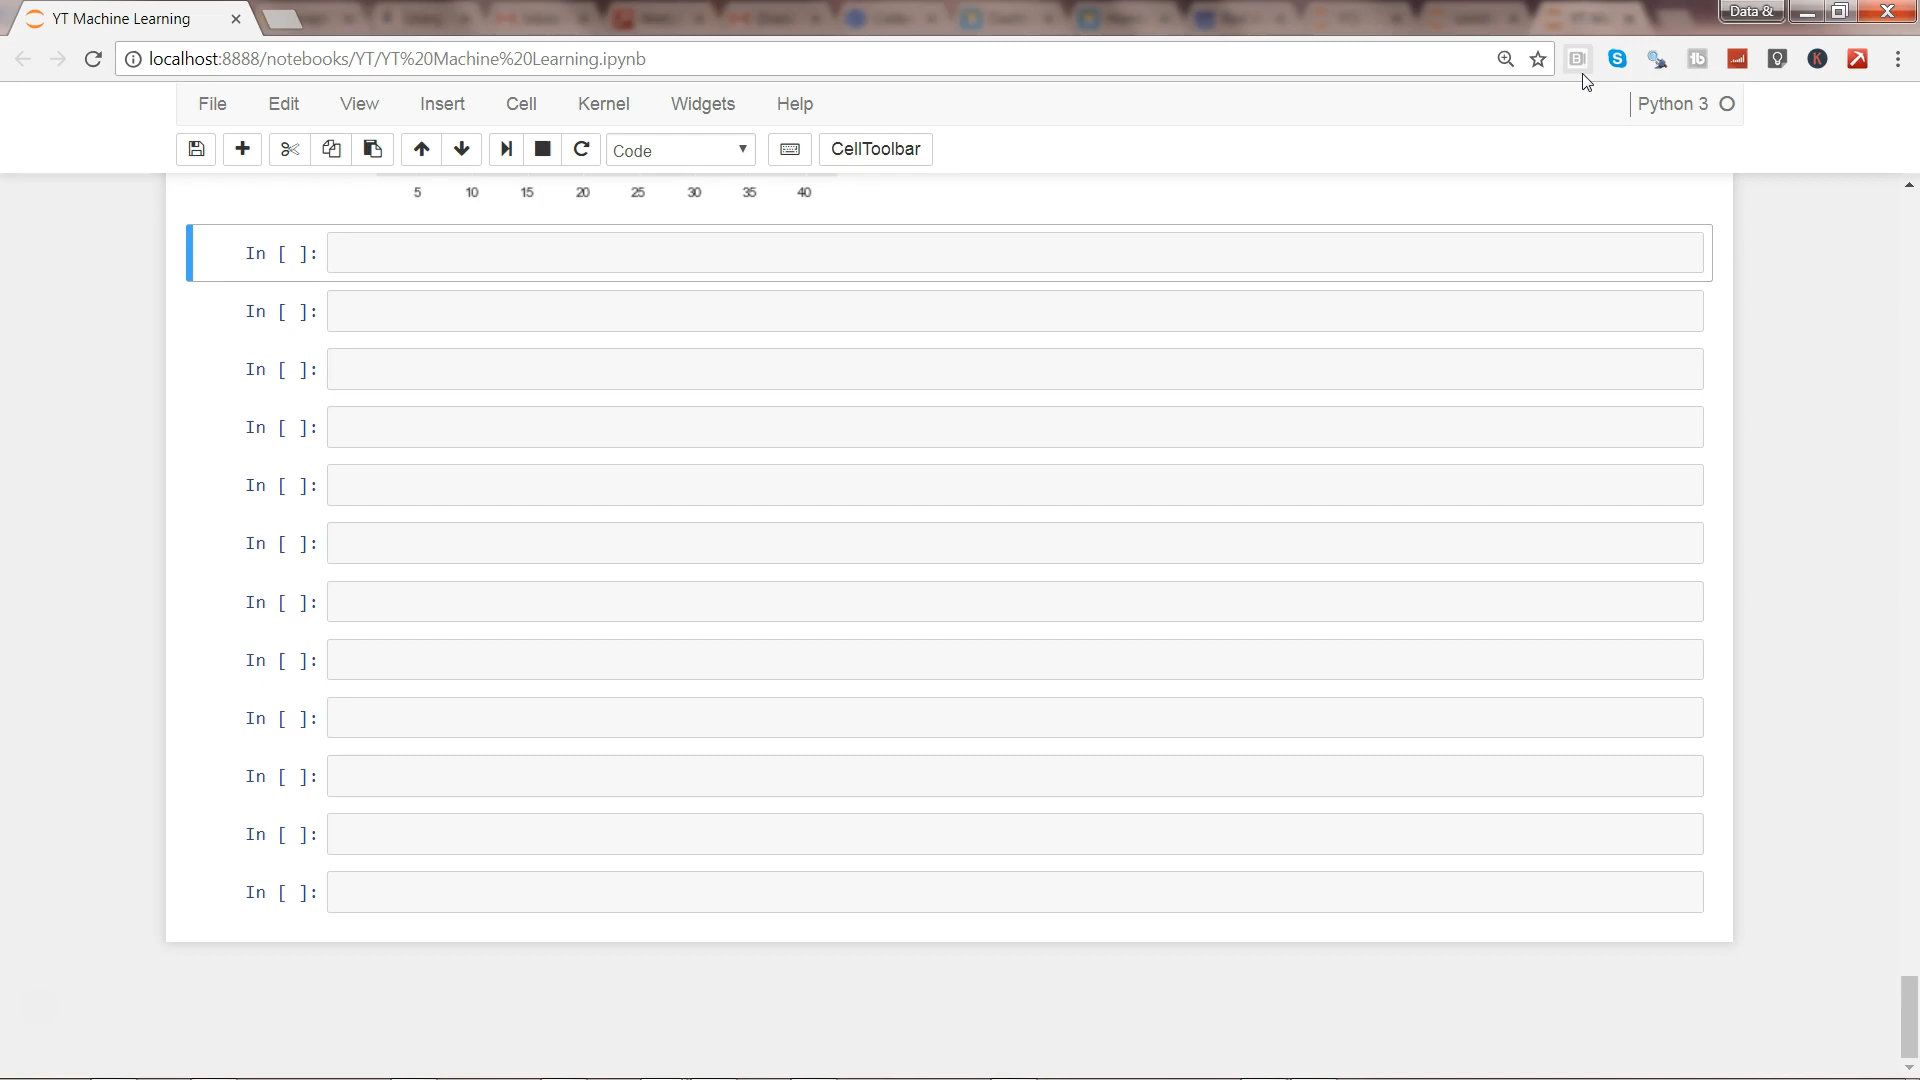 YT Machine Learning
Data &
localhost:8888/notebooks/YT/YT%20Machine%20Learning.ipynb
File Edit View Insert Cell Kernel Widgets Help Python 3
Code CellToolbar
5 10 15 20 25 30 35 40
In [ ]:
In [ ]:
In [ ]:
In [ ]:
In [ ]:
In [ ]:
In [ ]:
In [ ]:
In [ ]:
In [ ]:
In [ ]:
In [ ]: